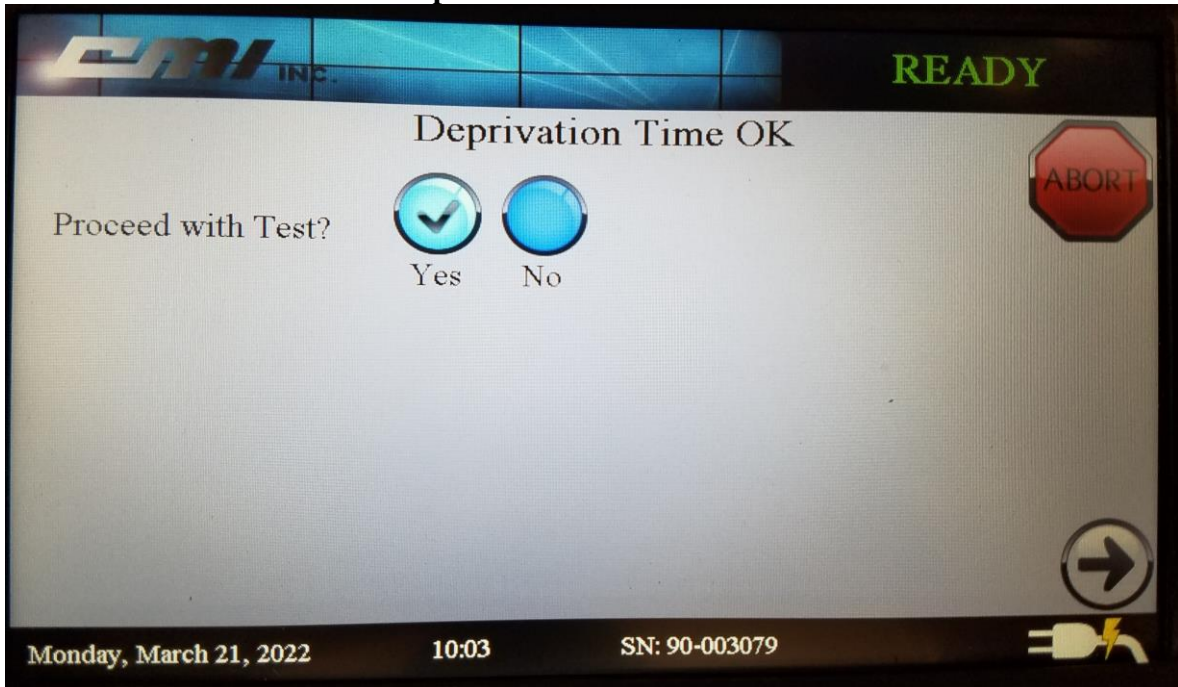 CMI INC.
READY
Deprivation Time OK
ABORT
Proceed with Test?
Yes No
Monday, March 21, 2022 10:03 SN: 90-003079